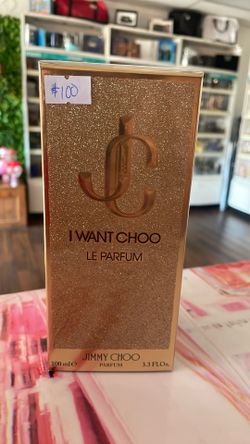 $100
JC
I WANT CHOO
LE PARFUM
JIMMY CHOO
100 ml ℮ PARFUM 3.3 FL.Oz.